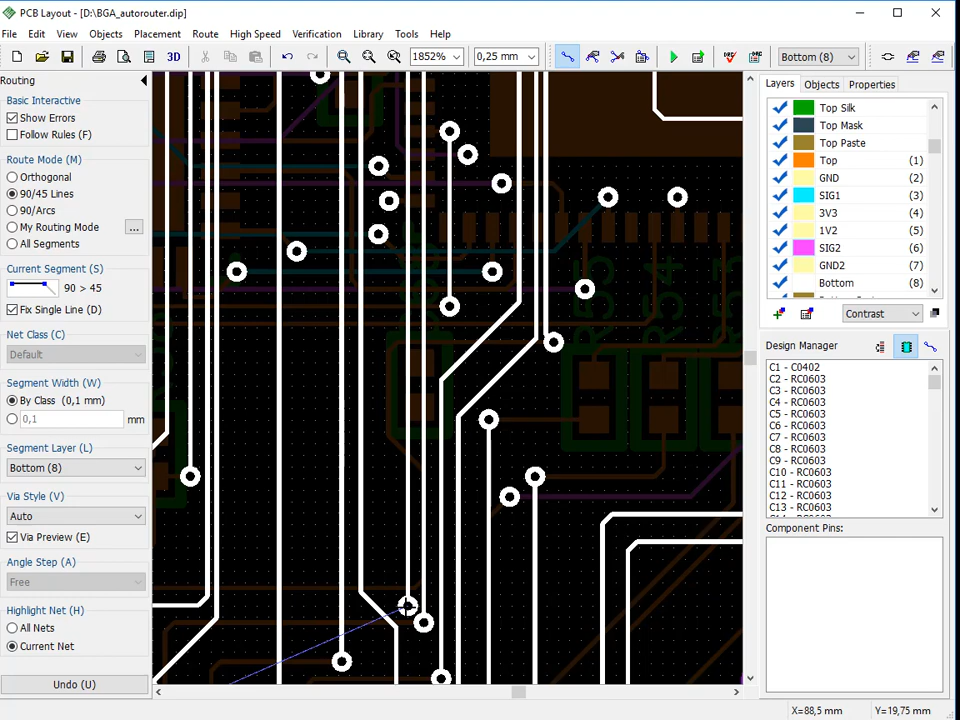 PCB Layout [D:\BGA_autorouter.dip]
File Edit View Objects Placement Route High Speed Verification Library Tools Help
3D 1852% 0,25 mm Bottom (8)
Routing
Basic Interactive
Show Errors
Follow Rules (F)
Route Mode (M)
Orthogonal
90/45 Lines
90/Arcs
My Routing Mode ...
All Segments
Current Segment (S)
90 > 45
Fix Single Line (D)
Net Class (C)
Default
Segment Width (W)
By Class (0,1 mm)
0,1 mm
Segment Layer (L)
Bottom (8)
Via Style (V)
Auto
Via Preview (E)
Angle Step (A)
Free
Highlight Net (H)
All Nets
Current Net
Undo (U)
Layers Objects Properties
Top Silk
Top Mask
Top Paste
Top (1)
GND (2)
SIG1 (3)
3V3 (4)
1V2 (5)
SIG2 (6)
GND2 (7)
Bottom (8)
Contrast
Design Manager
C1 - C0402
C2 - RC0603
C3 - RC0603
C4 - RC0603
C5 - RC0603
C6 - RC0603
C7 - RC0603
C8 - RC0603
C9 - RC0603
C10 - RC0603
C11 - RC0603
C12 - RC0603
C13 - RC0603
Component Pins:
X=88,5 mm Y=19,75 mm